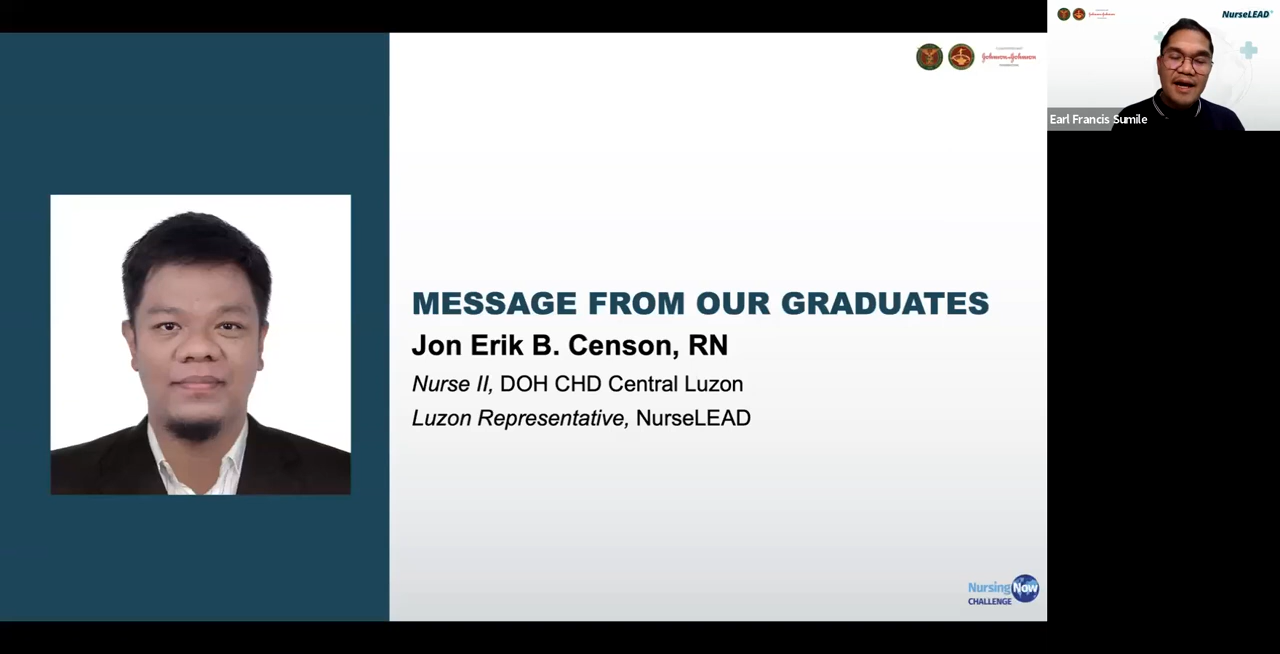 Johnson & Johnson
MESSAGE FROM OUR GRADUATES
Jon Erik B. Censon, RN
Nurse II, DOH CHD Central Luzon
Luzon Representative, NurseLEAD
NursingNow
CHALLENGE
NurseLEAD
Earl Francis Sumile